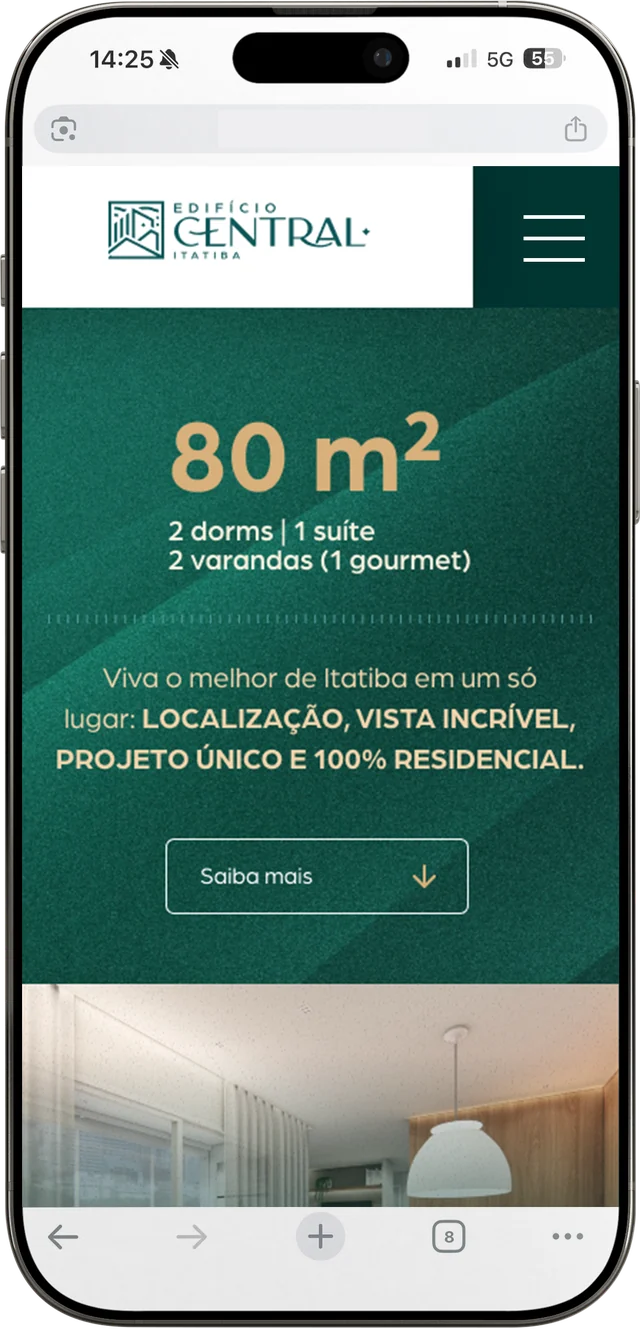 14:25
5G
55
EDIFÍCIO
CENTRAL
ITATIBA
80 m²
2 dorms | 1 suíte
2 varandas (1 gourmet)
Viva o melhor de Itatiba em um só
lugar: LOCALIZAÇÃO, VISTA INCRÍVEL,
PROJETO ÚNICO E 100% RESIDENCIAL.
Saiba mais
8